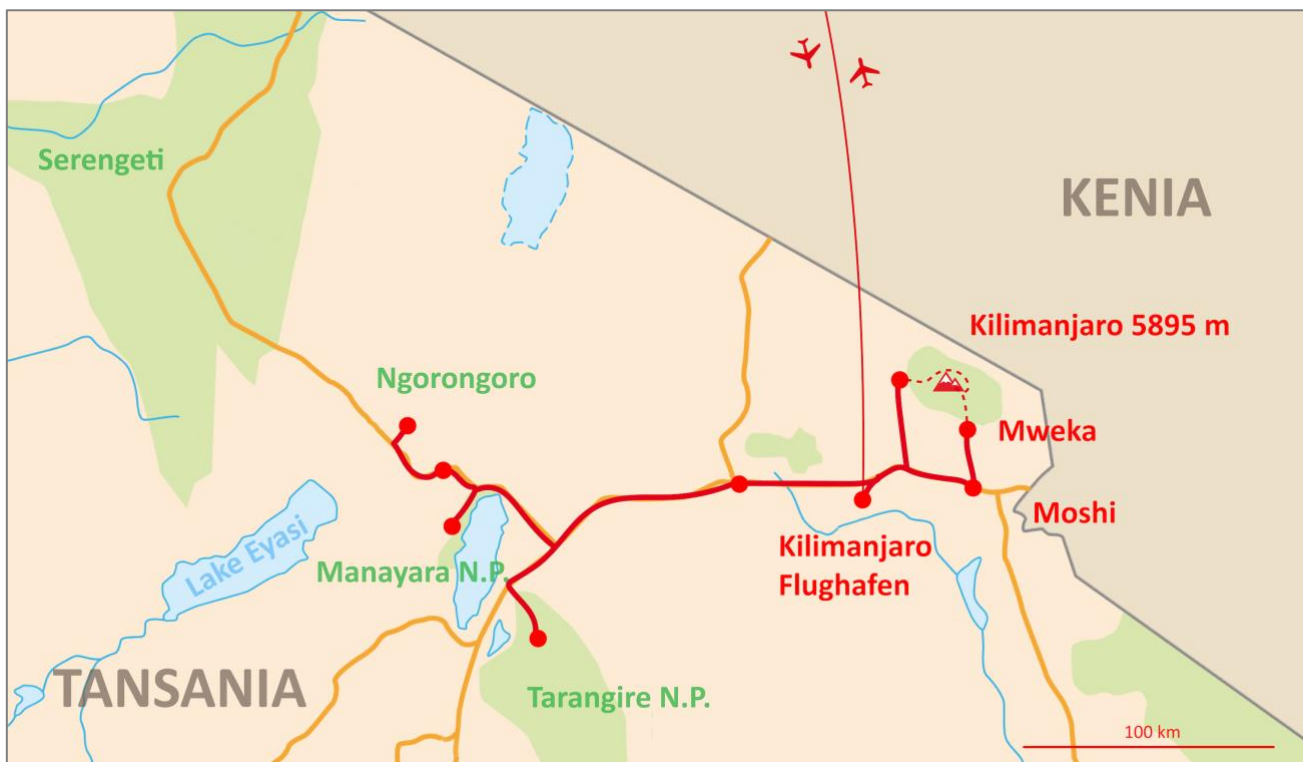 Serengeti
KENIA
Kilimanjaro 5895 m
Ngorongoro
Mweka
Moshi
Lake Eyasi
Kilimanjaro
Flughafen
Manayara N.P.
TANSANIA
Tarangire N.P.
100 km